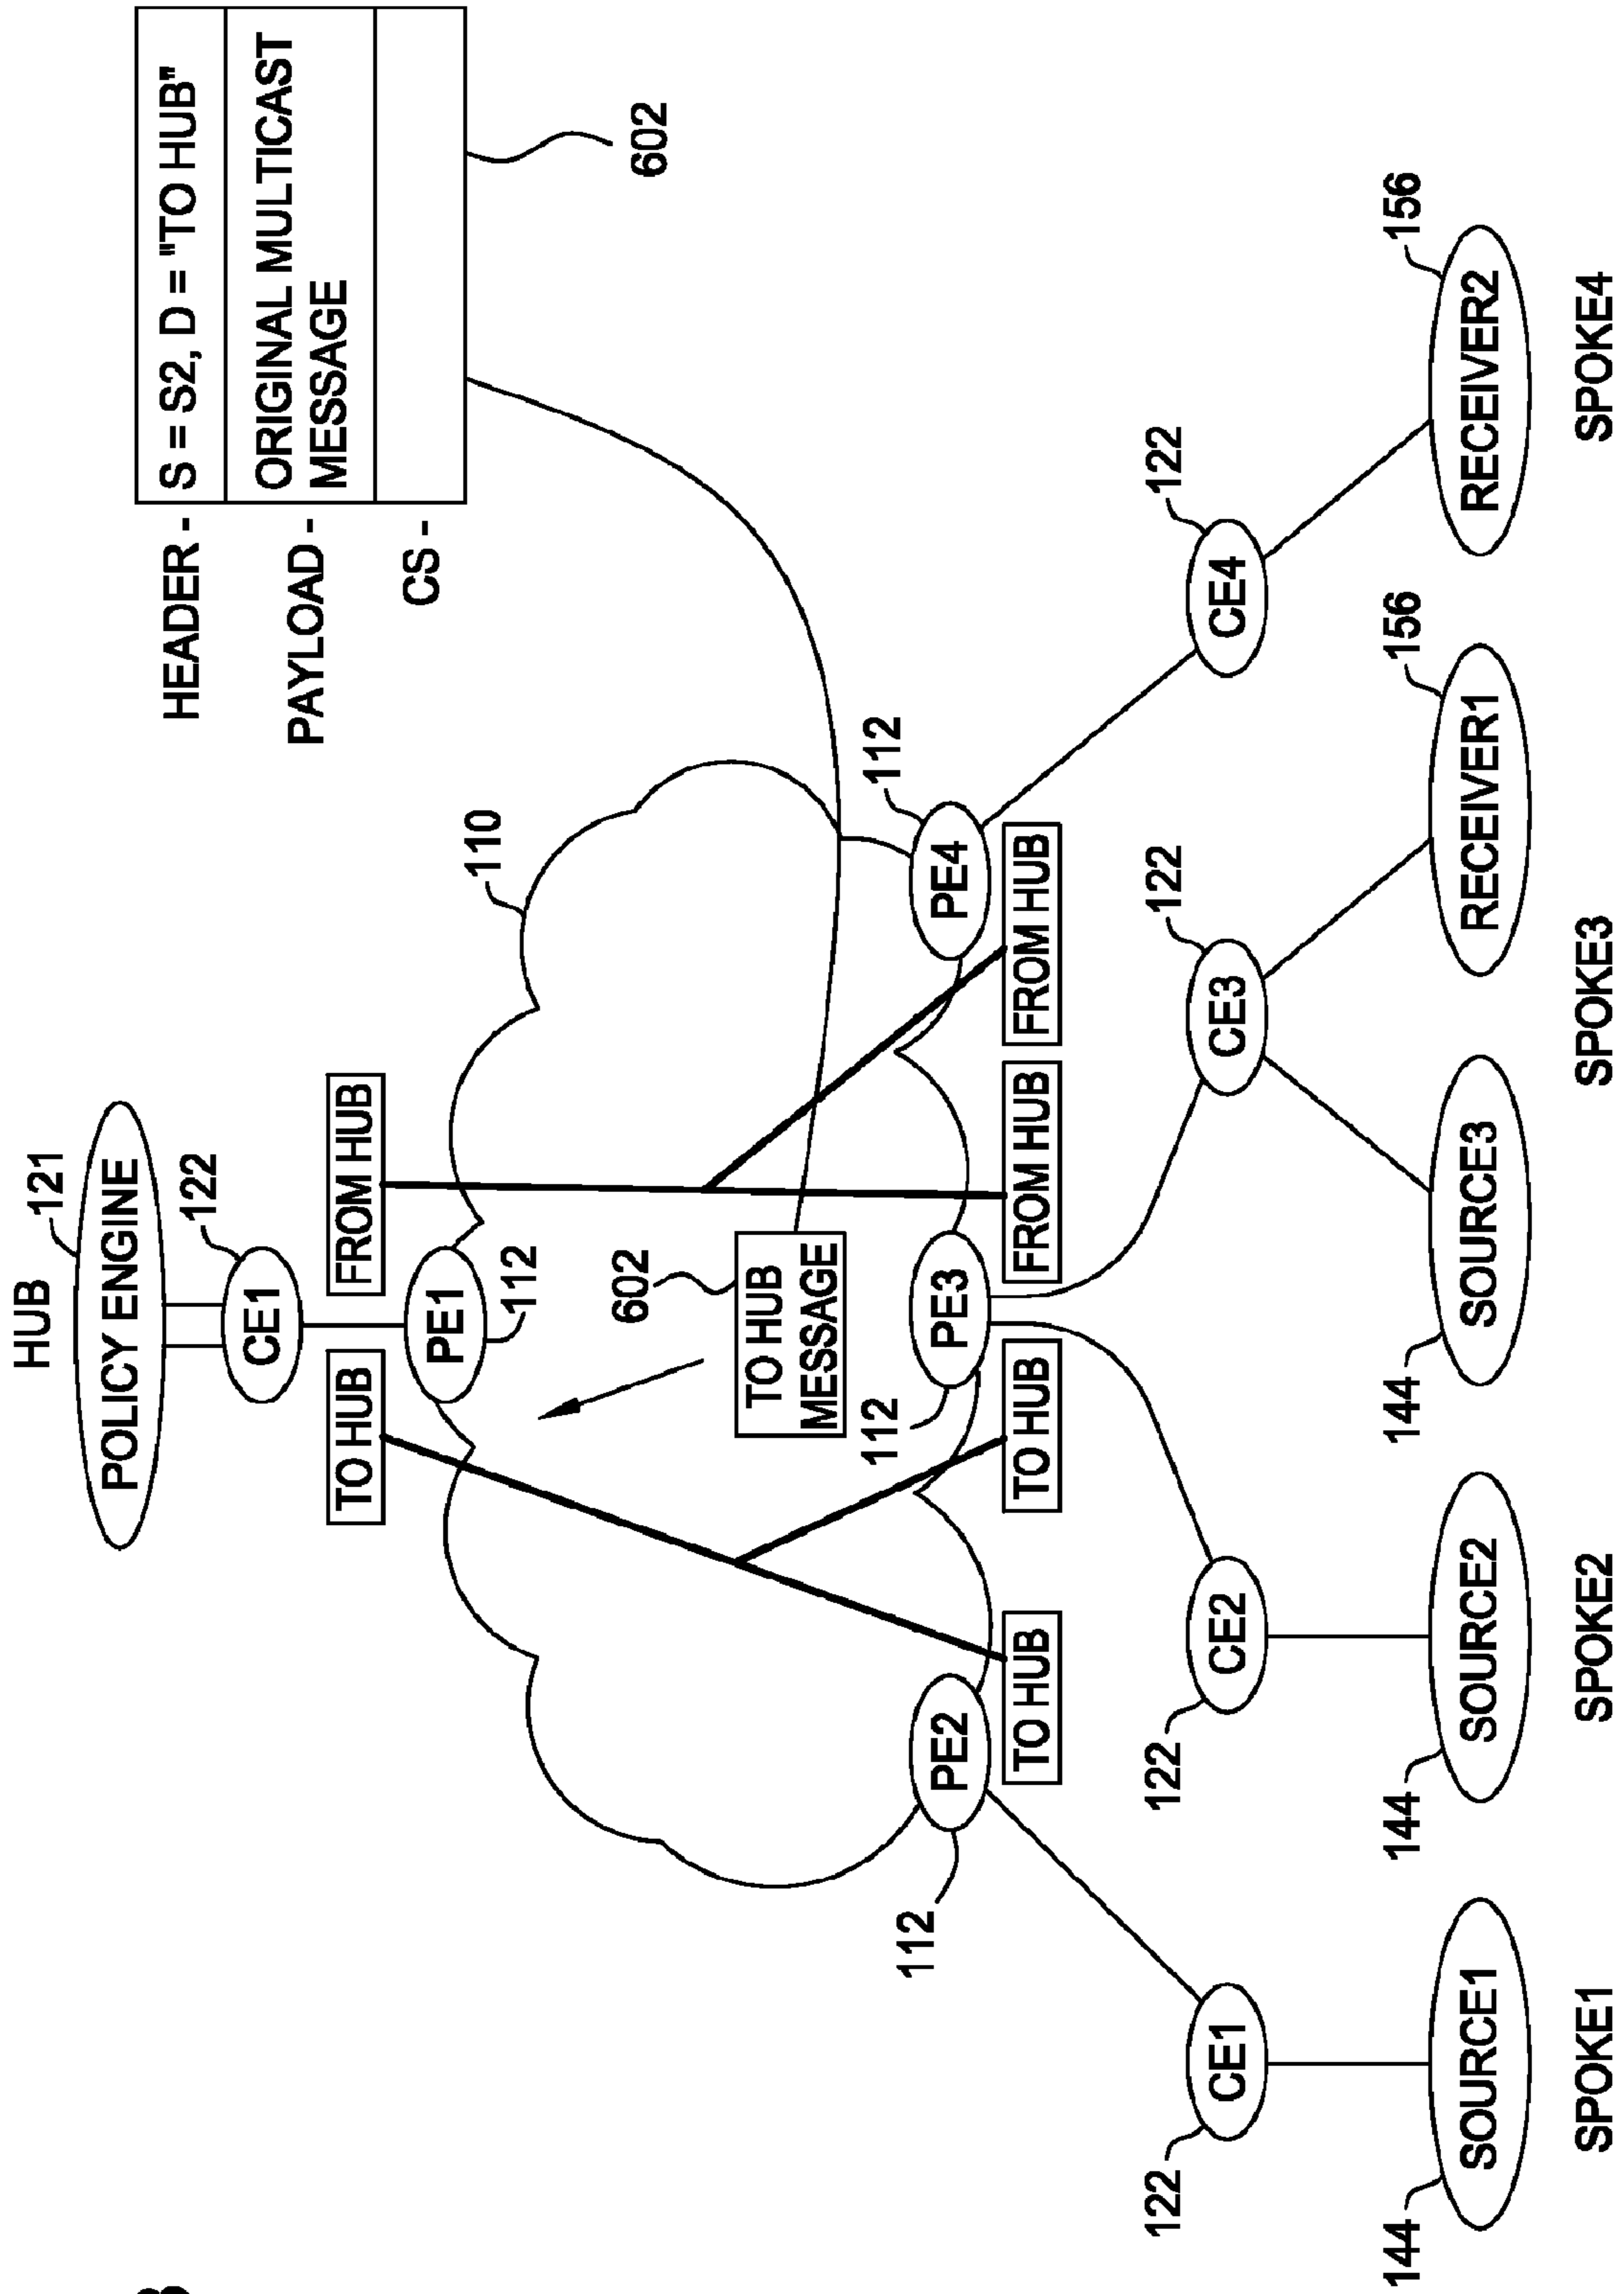 HUB
POLICY ENGINE
121
CE1
122
TO HUB
FROM HUB
PE1
112
HEADER -
S = S2, D = "TO HUB"
PAYLOAD -
ORIGINAL MULTICAST
MESSAGE
CS -
602
110
602
TO HUB
MESSAGE
112
PE2
112
PE3
PE4
112
TO HUB
TO HUB
FROM HUB
FROM HUB
122
CE1
122
CE2
CE3
122
CE4
122
144
SOURCE1
144
SOURCE2
144
SOURCE3
RECEIVER1
156
RECEIVER2
156
SPOKE1
SPOKE2
SPOKE3
SPOKE4